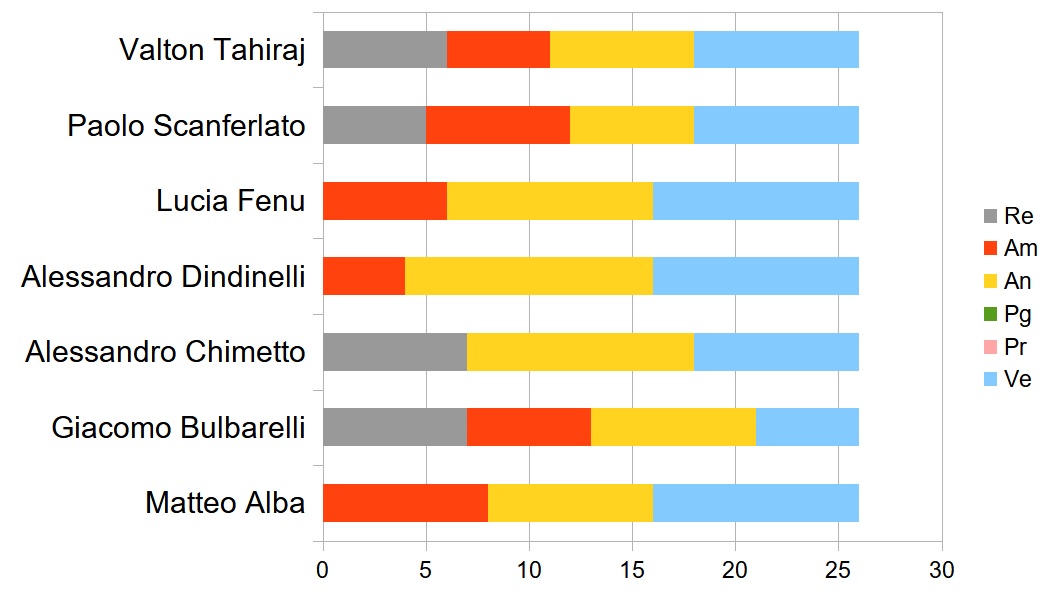 Valton Tahiraj
Paolo Scanferlato
Lucia Fenu
Alessandro Dindinelli
Alessandro Chimetto
Giacomo Bulbarelli
Matteo Alba
0 5 10 15 20 25 30
Re
Am
An
Pg
Pr
Ve